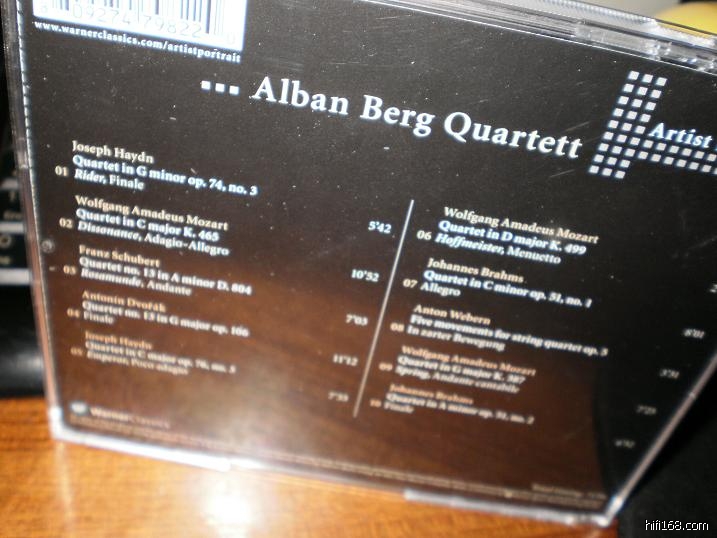 8 09274 79822 0
www.warnerclassics.com/artistportrait
... Alban Berg Quartett
Artist
Joseph Haydn
Quartet in G minor op. 74, no. 3
01 Rider, Finale
5'42
Wolfgang Amadeus Mozart
Quartet in C major K. 465
02 Dissonance, Adagio-Allegro
10'52
Franz Schubert
Quartet no. 13 in A minor D. 804
03 Rosamunde, Andante
7'03
Antonín Dvořák
Quartet no. 13 in G major op. 106
04 Finale
11'12
Joseph Haydn
Quartet in C major op. 76, no. 3
05 Emperor, Poco adagio
7'33
Wolfgang Amadeus Mozart
Quartet in D major K. 499
06 Hoffmeister, Menuetto
Johannes Brahms
Quartet in C minor op. 51, no. 1
07 Allegro
Anton Webern
Five movements for string quartet op. 5
08 In zarter Bewegung
Wolfgang Amadeus Mozart
Quartet in G major K. 387
09 Spring, Andante cantabile
Johannes Brahms
Quartet in A minor op. 51, no. 2
10 Finale
WarnerClassics
hifi168.com